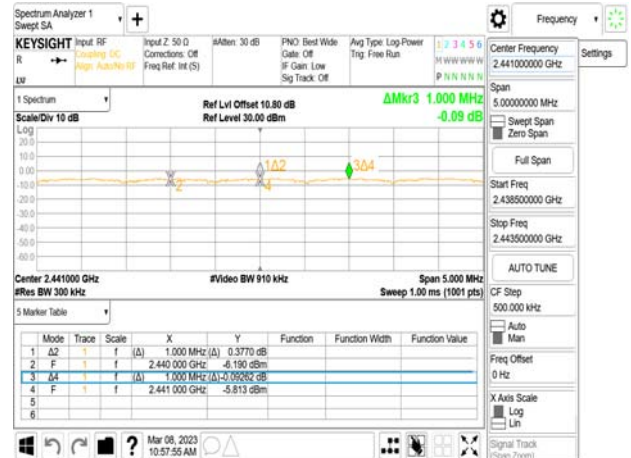 Spectrum Analyzer 1
Swept SA
+
Frequency
KEYSIGHT Input: RF Input Z: 50 Ω #Atten: 30 dB PNO: Best Wide Avg Type: Log-Power 1 2 3 4 5 6
R Coupling: DC Corrections: Off Gate: Off Trig: Free Run M W W W W W
Align: Auto/No RF Freq Ref: Int (S) IF Gain: Low
LV Sig Track: Off P N N N N N
Center Frequency
2.441000000 GHz
Settings
1 Spectrum
Scale/Div 10 dB
Ref Lvl Offset 10.80 dB
Ref Level 30.00 dBm
ΔMkr3 1.000 MHz
-0.09 dB
Log
20.0
10.0
0.00
-10.0
-20.0
-30.0
-40.0
-50.0
-60.0
1Δ2
3Δ4
2
4
Center 2.441000 GHz #Video BW 910 kHz Span 5.000 MHz
#Res BW 300 kHz Sweep 1.00 ms (1001 pts)
Span
5.00000000 MHz
Swept Span
Zero Span
Full Span
Start Freq
2.438500000 GHz
Stop Freq
2.443500000 GHz
AUTO TUNE
CF Step
500.000 kHz
Auto
Man
Freq Offset
0 Hz
X Axis Scale
Log
Lin
Signal Track
(Span Zoom)
5 Marker Table
Mode Trace Scale X Y Function Function Width Function Value
1 Δ2 1 f (Δ) 1.000 MHz (Δ) 0.3770 dB
2 F 1 f 2.440 000 GHz -6.190 dBm
3 Δ4 1 f (Δ) 1.000 MHz (Δ) -0.09262 dB
4 F 1 f 2.441 000 GHz -5.813 dBm
5
6
? Mar 08, 2023
10:57:55 AM